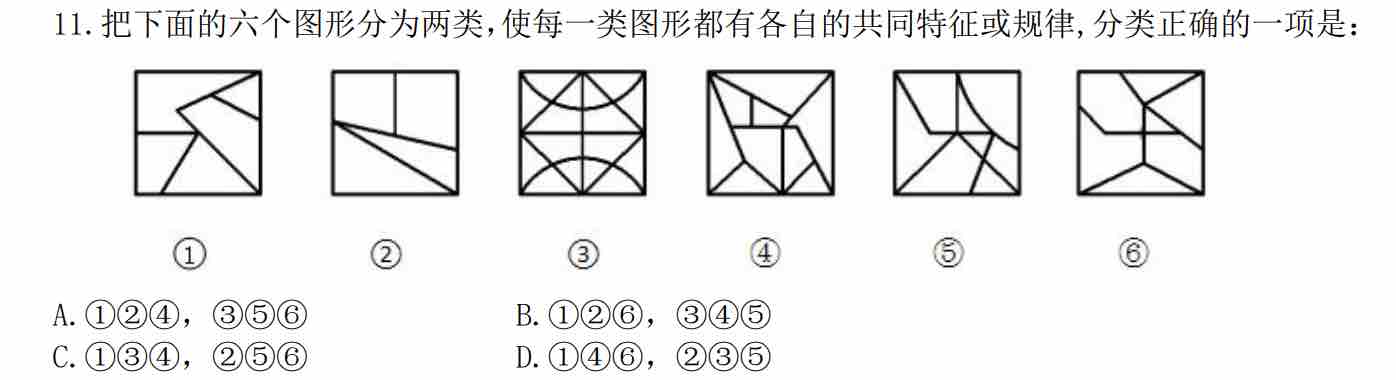 11.把下面的六个图形分为两类,使每一类图形都有各自的共同特征或规律,分类正确的一项是:
① ② ③ ④ ⑤ ⑥
A.①②④, ③⑤⑥ B.①②⑥, ③④⑤
C.①③④, ②⑤⑥ D.①④⑥, ②③⑤